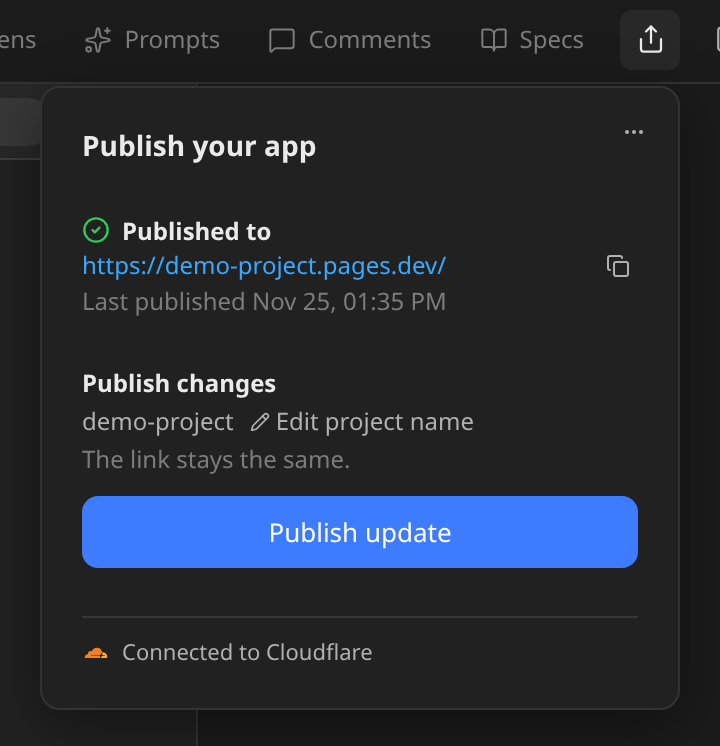 ens
Prompts
Comments
Specs
Publish your app
Published to
https://demo-project.pages.dev/
Last published Nov 25, 01:35 PM
Publish changes
demo-project Edit project name
The link stays the same.
Publish update
Connected to Cloudflare